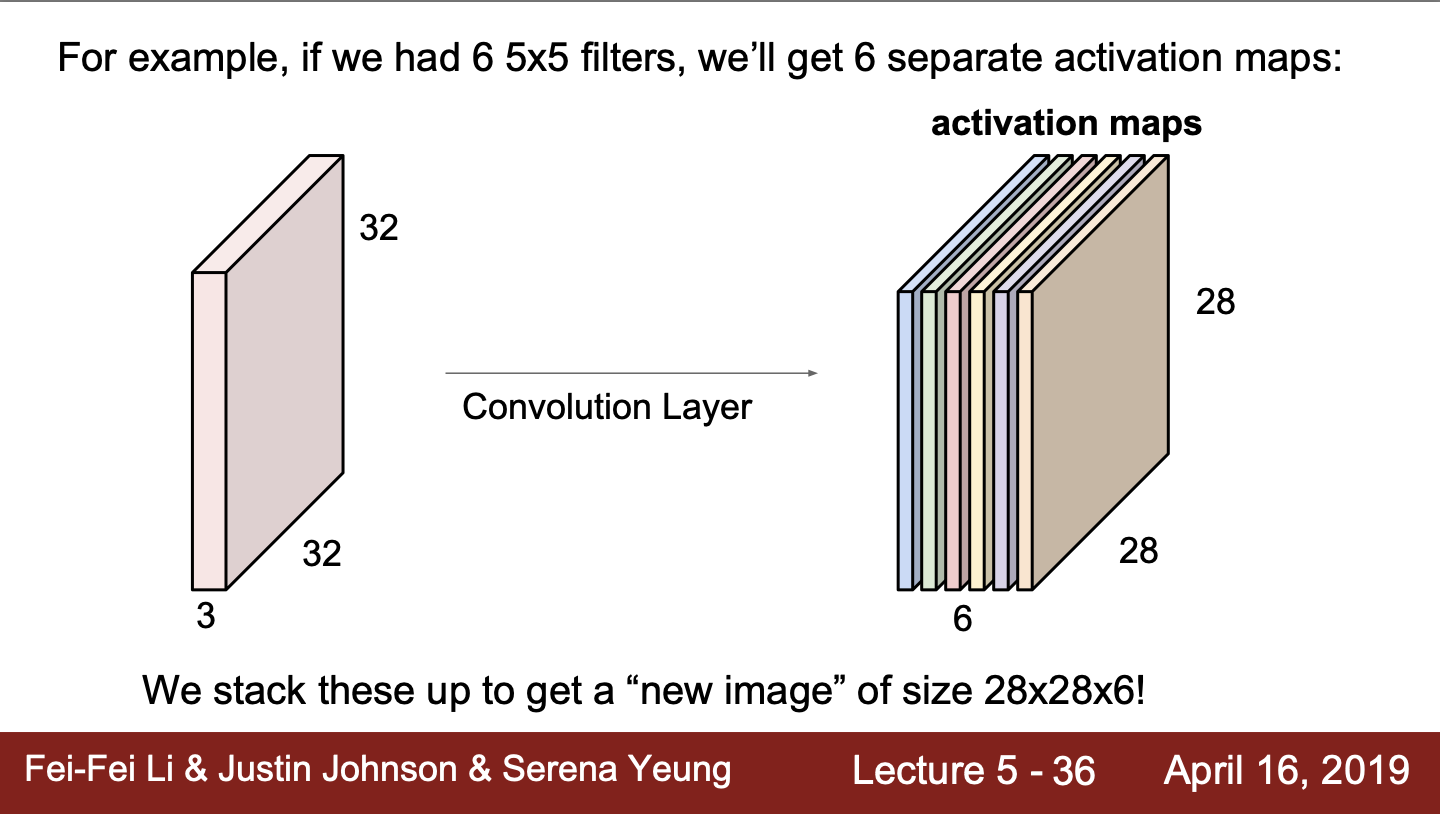 For example, if we had 6 5x5 filters, we’ll get 6 separate activation maps:
activation maps
32
32
3
Convolution Layer
28
28
6
We stack these up to get a “new image” of size 28x28x6!
Fei-Fei Li & Justin Johnson & Serena Yeung
Lecture 5 - 36
April 16, 2019